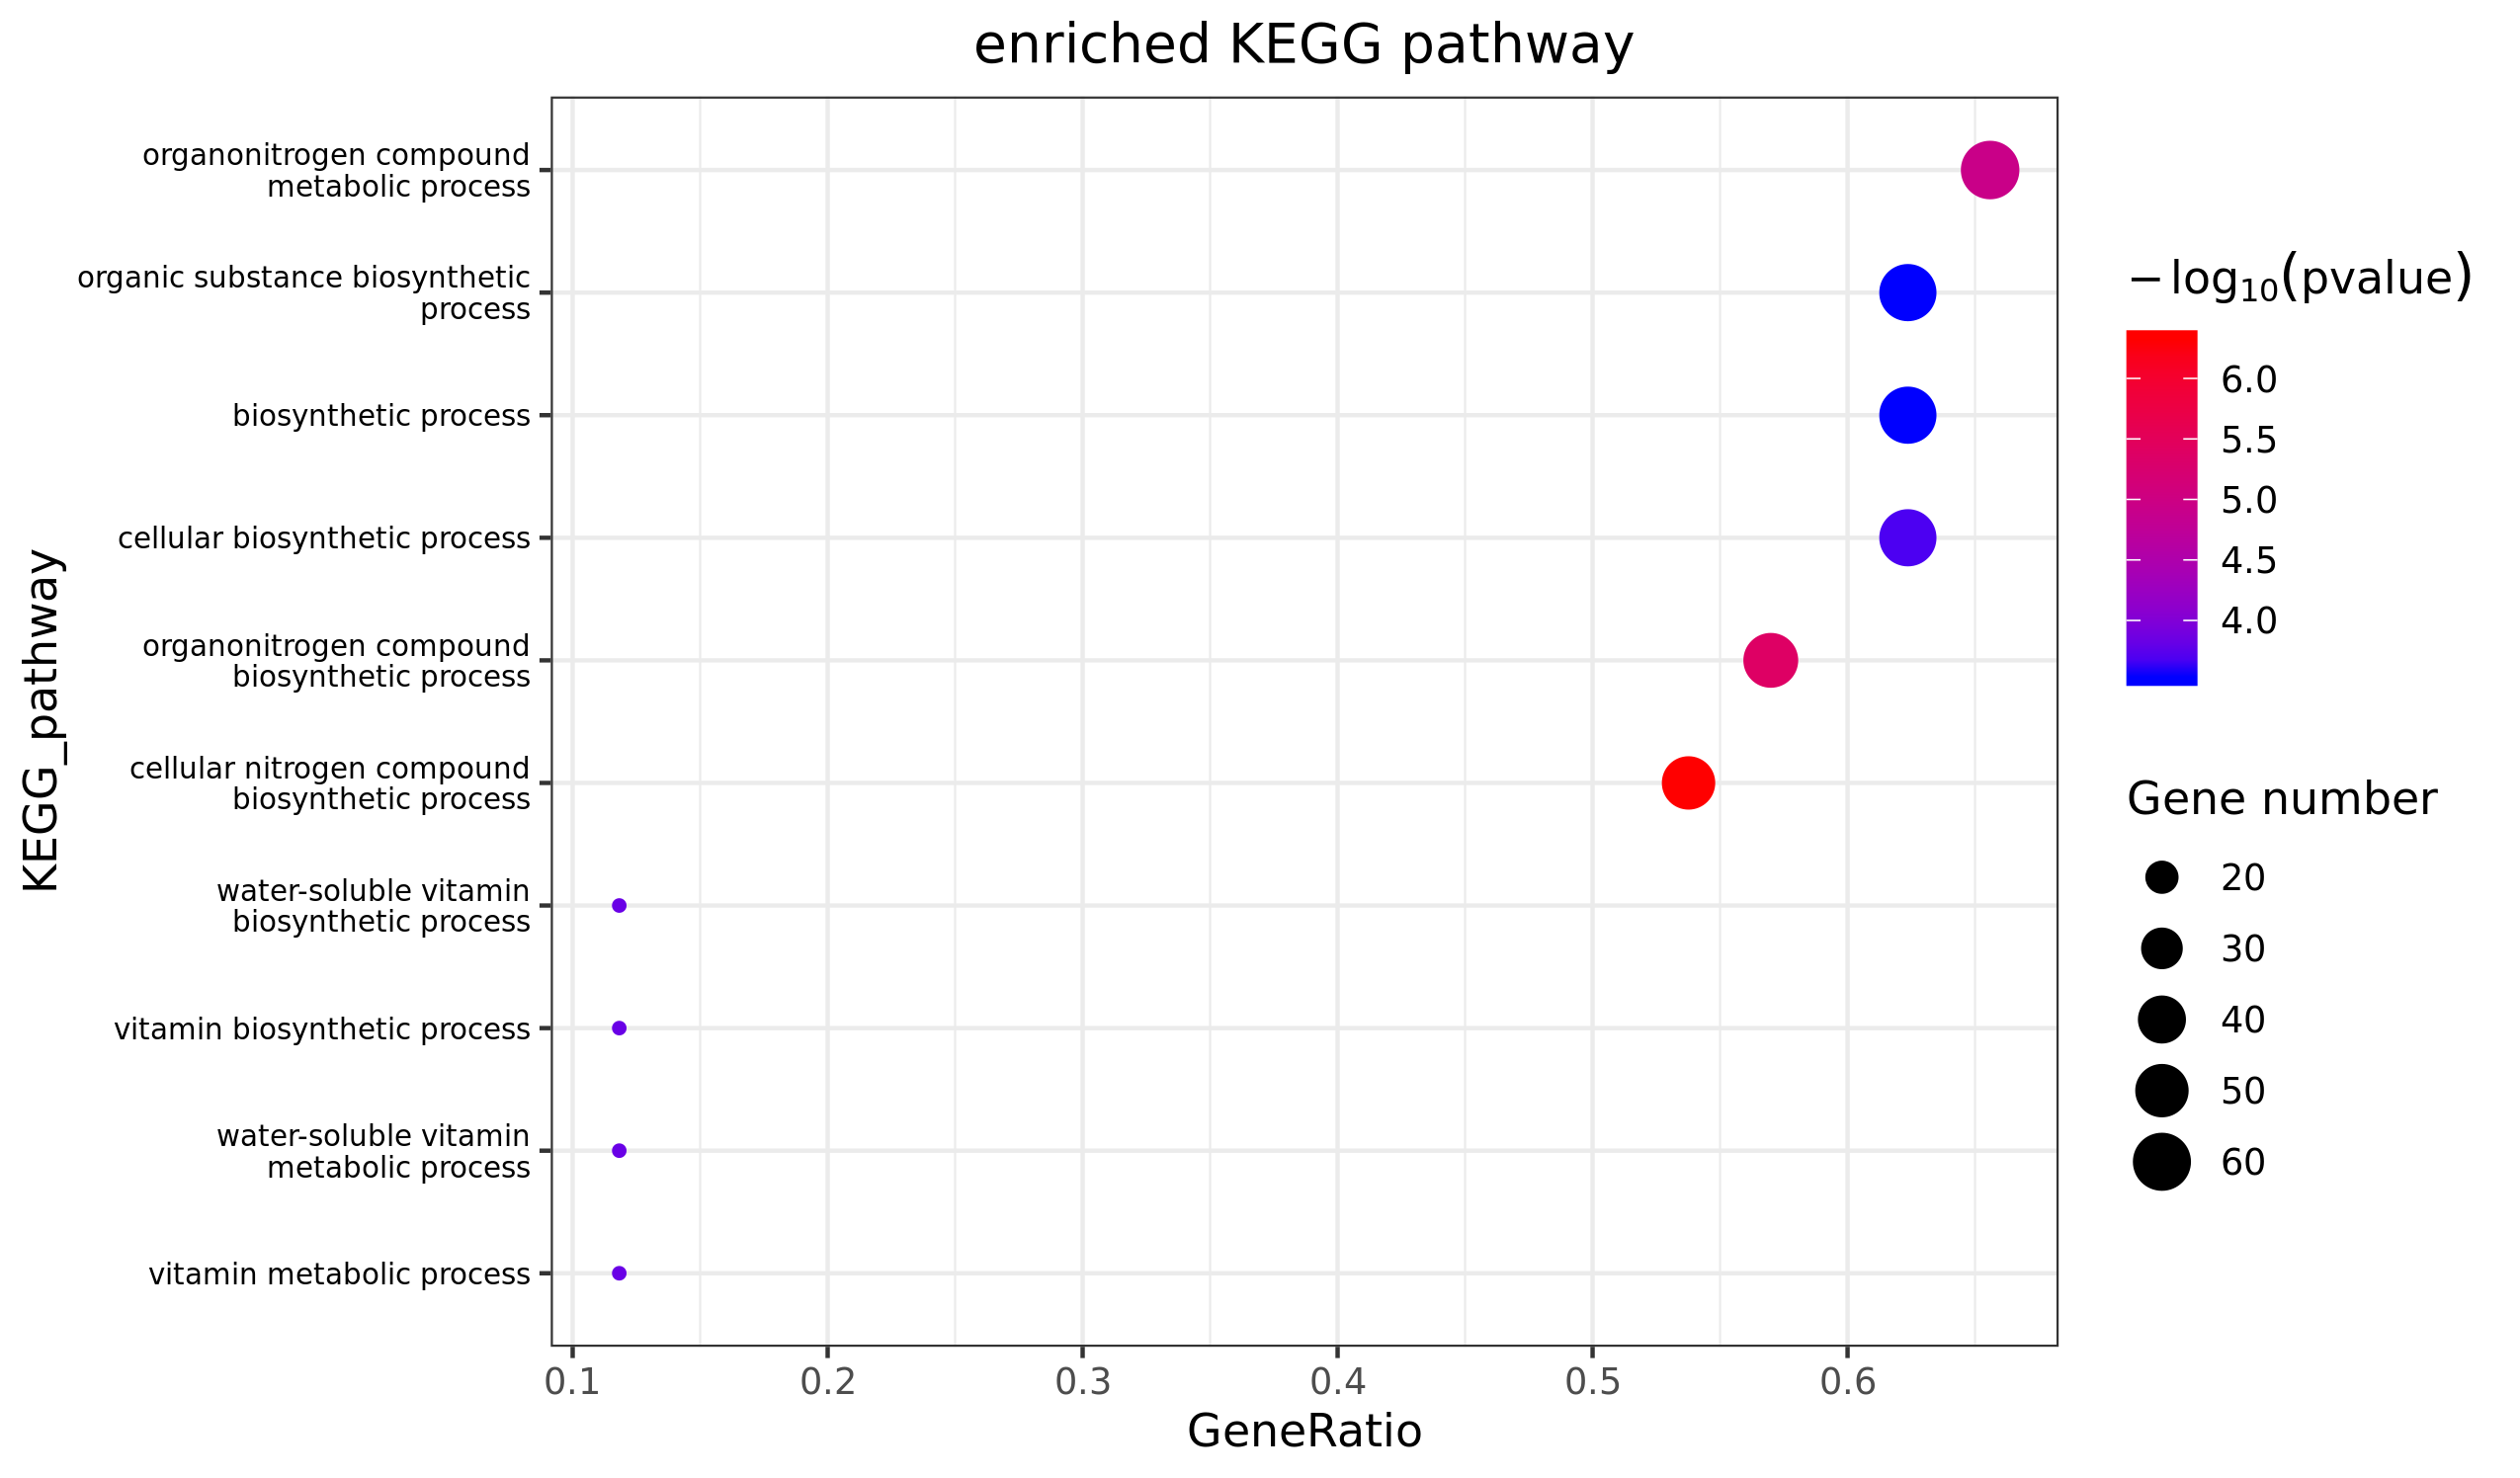 enriched KEGG pathway
organonitrogen compound
metabolic process
organic substance biosynthetic
process
biosynthetic process
cellular biosynthetic process
organonitrogen compound
biosynthetic process
cellular nitrogen compound
biosynthetic process
water-soluble vitamin
biosynthetic process
vitamin biosynthetic process
water-soluble vitamin
metabolic process
vitamin metabolic process
KEGG_pathway
0.1 0.2 0.3 0.4 0.5 0.6
GeneRatio
−log₁₀(pvalue)
6.0
5.5
5.0
4.5
4.0
Gene number
20
30
40
50
60